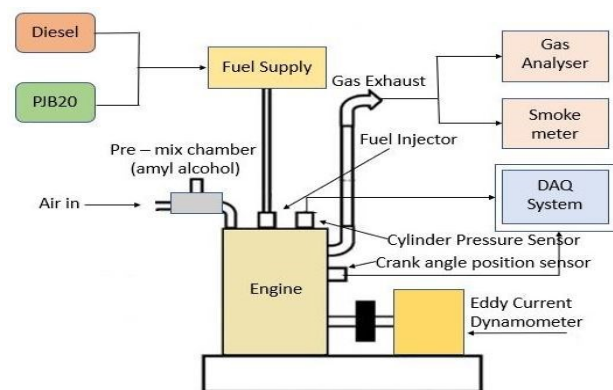 Diesel
PJB20
Fuel Supply
Gas Exhaust
Gas
Analyser
Smoke
meter
Fuel Injector
Pre – mix chamber
(amyl alcohol)
Air in
DAQ
System
Cylinder Pressure Sensor
Crank angle position sensor
Engine
Eddy Current
Dynamometer